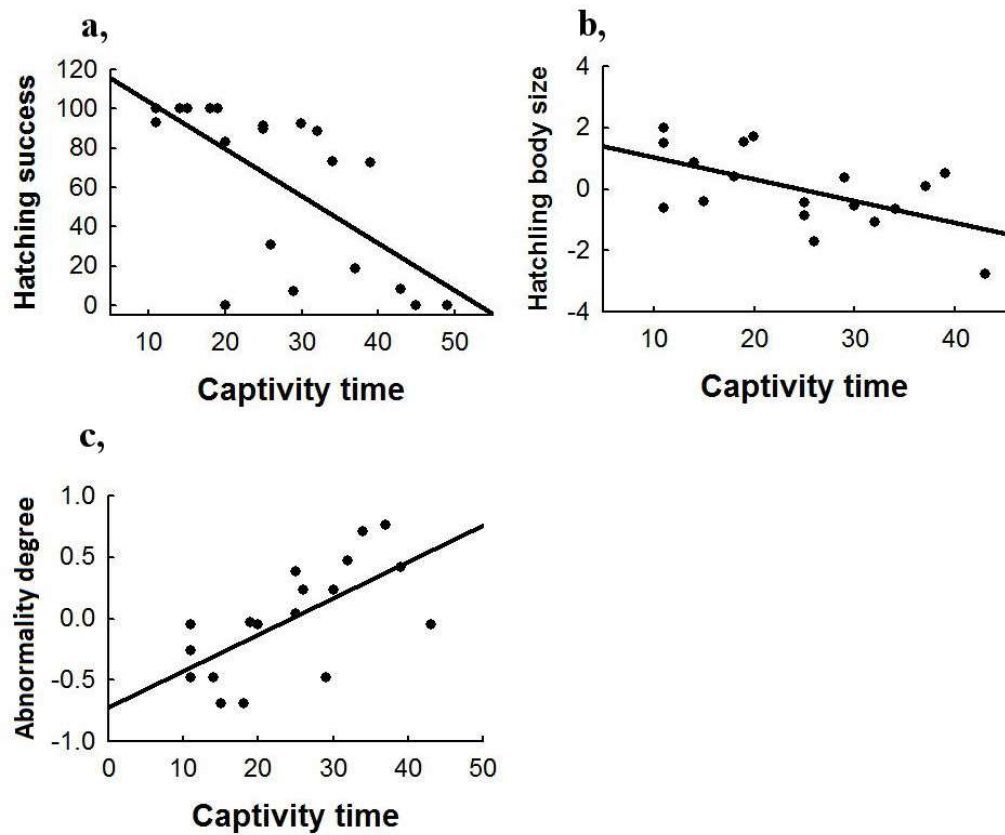 a,
Hatching success
120
100
80
60
40
20
0
10 20 30 40 50
Captivity time
b,
Hatchling body size
4
2
0
-2
-4
10 20 30 40
Captivity time
c,
Abnormality degree
1.0
0.5
0.0
-0.5
-1.0
0 10 20 30 40 50
Captivity time